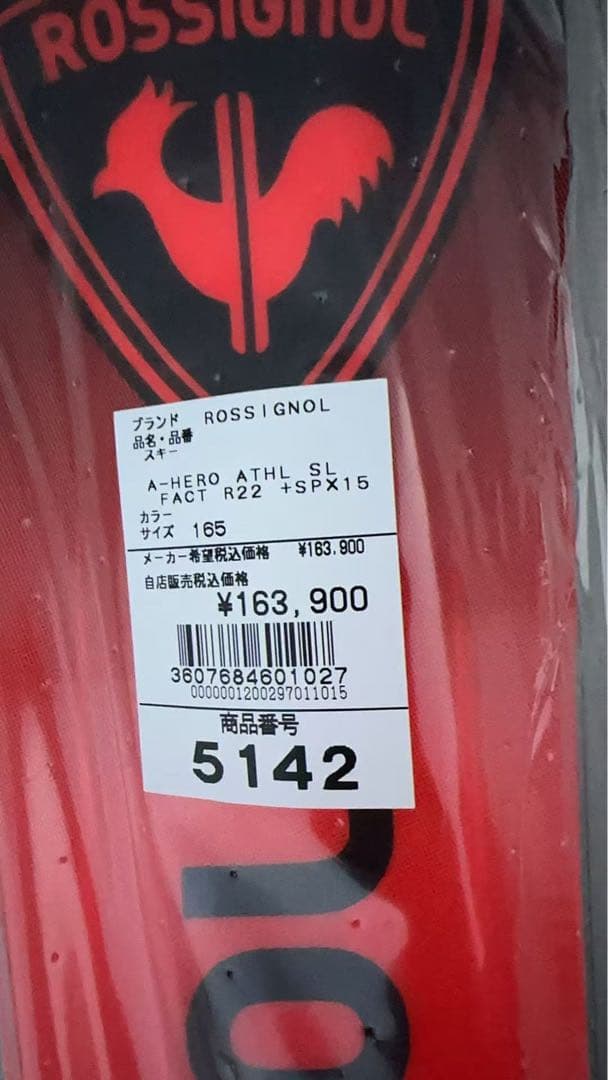 ROSSIGNOL
ブランド ROSSIGNOL
品名・品番
スキー
A-HERO ATHL SL
FACT R22 +SPX15
カラー
サイズ 165
メーカー希望税込価格 ¥163,900
自店販売税込価格
¥163,900
3607684601027
0000001200297011015
商品番号
5142